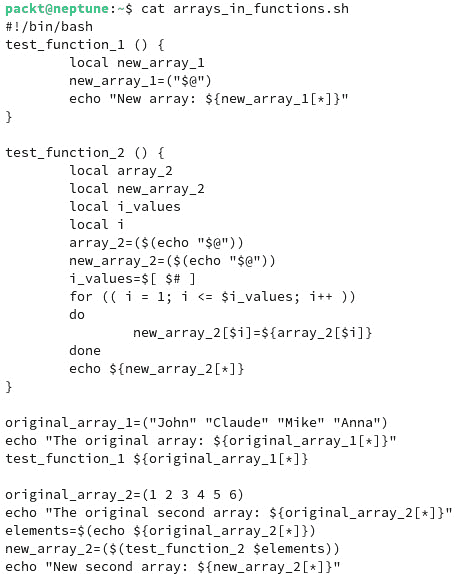 packt@neptune:~$ cat arrays_in_functions.sh
#!/bin/bash
test_function_1 () {
        local new_array_1
        new_array_1=("$@")
        echo "New array: ${new_array_1[*]}"
}

test_function_2 () {
        local array_2
        local new_array_2
        local i_values
        local i
        array_2=($(echo "$@"))
        new_array_2=($(echo "$@"))
        i_values=$[ $# ]
        for (( i = 1; i <= $i_values; i++ ))
        do
                new_array_2[$i]=${array_2[$i]}
        done
        echo ${new_array_2[*]}
}

original_array_1=("John" "Claude" "Mike" "Anna")
echo "The original array: ${original_array_1[*]}"
test_function_1 ${original_array_1[*]}

original_array_2=(1 2 3 4 5 6)
echo "The original second array: ${original_array_2[*]}"
elements=$(echo ${original_array_2[*]})
new_array_2=($(test_function_2 $elements))
echo "New second array: ${new_array_2[*]}"